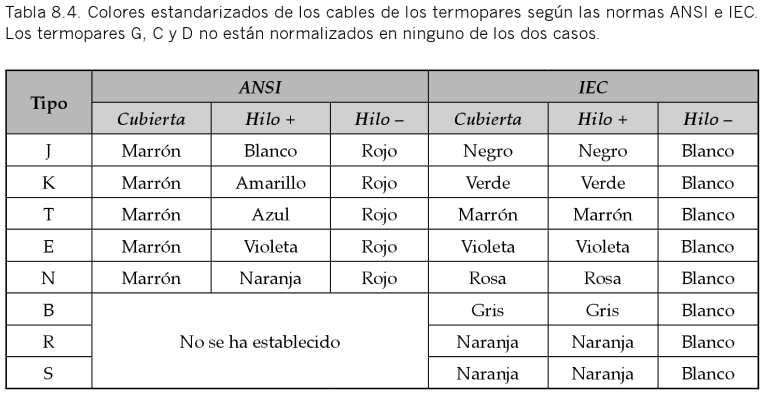 Tabla 8.4. Colores estandarizados de los cables de los termopares según las normas ANSI e IEC.
Los termopares G, C y D no están normalizados en ninguno de los dos casos.
Tipo ANSI IEC
Cubierta Hilo + Hilo – Cubierta Hilo + Hilo –
J Marrón Blanco Rojo Negro Negro Blanco
K Marrón Amarillo Rojo Verde Verde Blanco
T Marrón Azul Rojo Marrón Marrón Blanco
E Marrón Violeta Rojo Violeta Violeta Blanco
N Marrón Naranja Rojo Rosa Rosa Blanco
B Gris Gris Blanco
R No se ha establecido Naranja Naranja Blanco
S Naranja Naranja Blanco